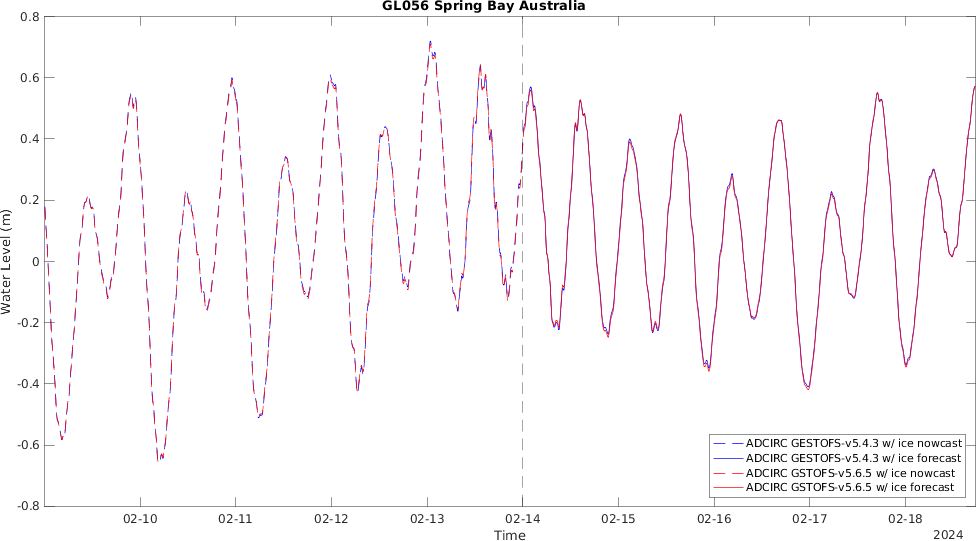 GL056 Spring Bay Australia
0.8
0.6
0.4
0.2
0
-0.2
-0.4
-0.6
-0.8
Water Level (m)
02-10 02-11 02-12 02-13 02-14 02-15 02-16 02-17 02-18
Time
2024
ADCIRC GESTOFS-v5.4.3 w/ ice nowcast
ADCIRC GESTOFS-v5.4.3 w/ ice forecast
ADCIRC GSTOFS-v5.6.5 w/ ice nowcast
ADCIRC GSTOFS-v5.6.5 w/ ice forecast